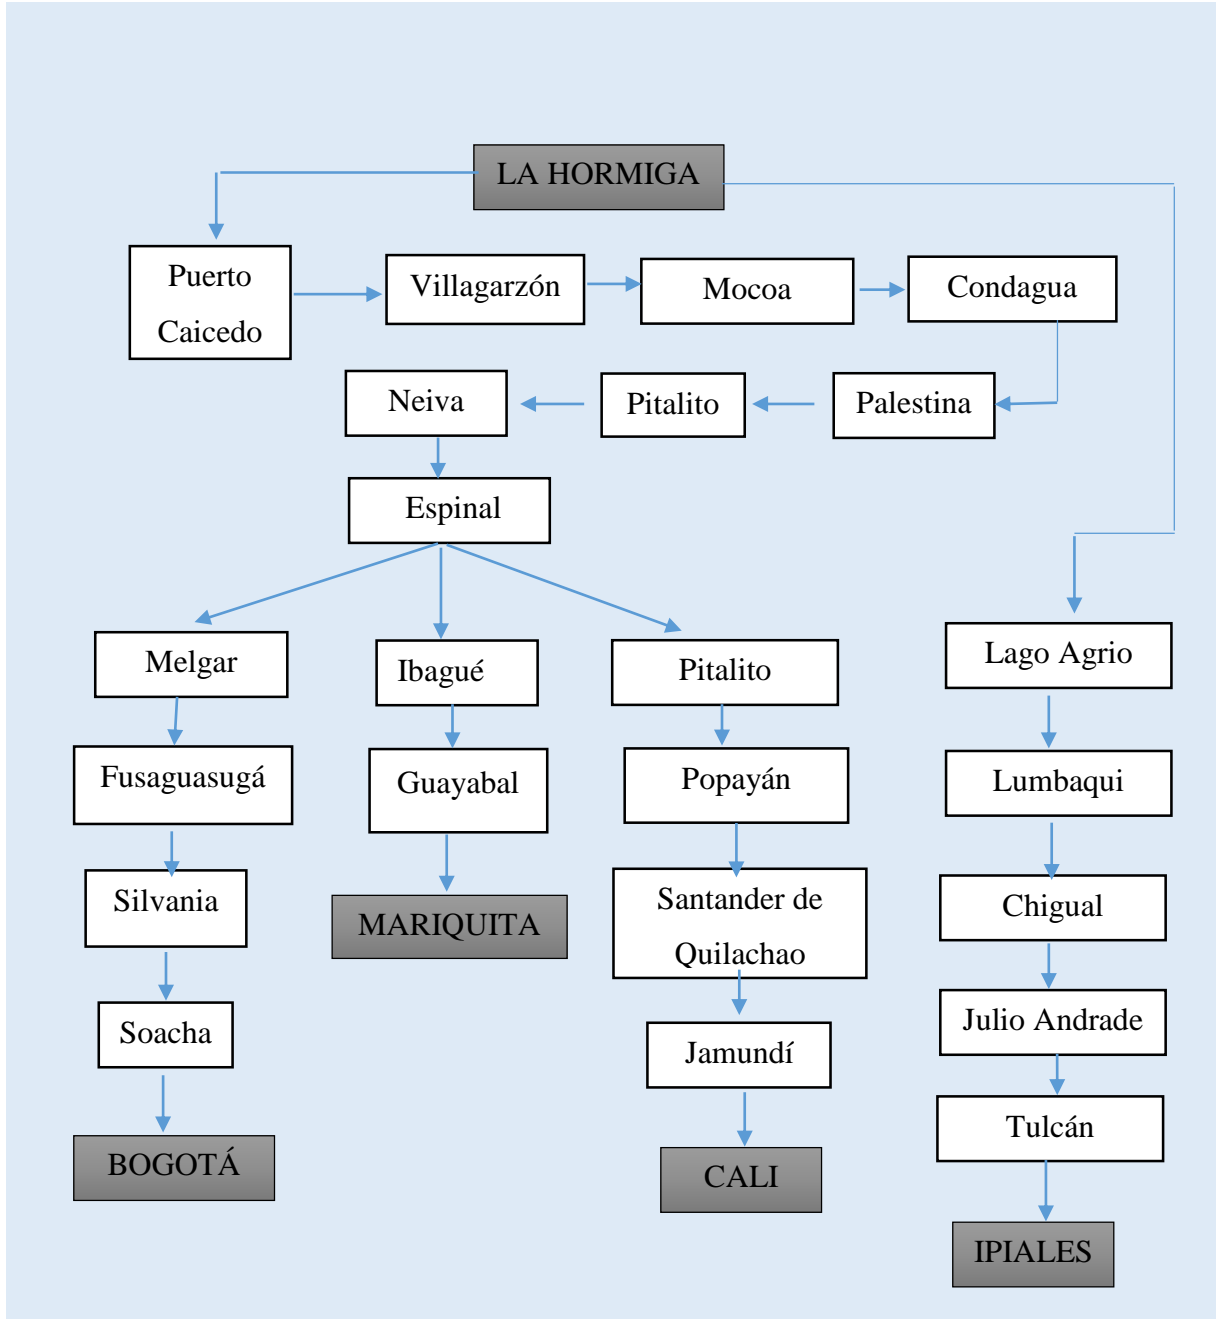 LA HORMIGA
Puerto
Caicedo
Villagarzón
Mocoa
Condagua
Neiva
Pitalito
Palestina
Espinal
Melgar
Ibagué
Pitalito
Lago Agrio
Fusaguasugá
Guayabal
Popayán
Lumbaqui
Silvania
MARIQUITA
Santander de
Quilachao
Chigual
Soacha
Jamundí
Julio Andrade
BOGOTÁ
CALI
Tulcán
IPIALES